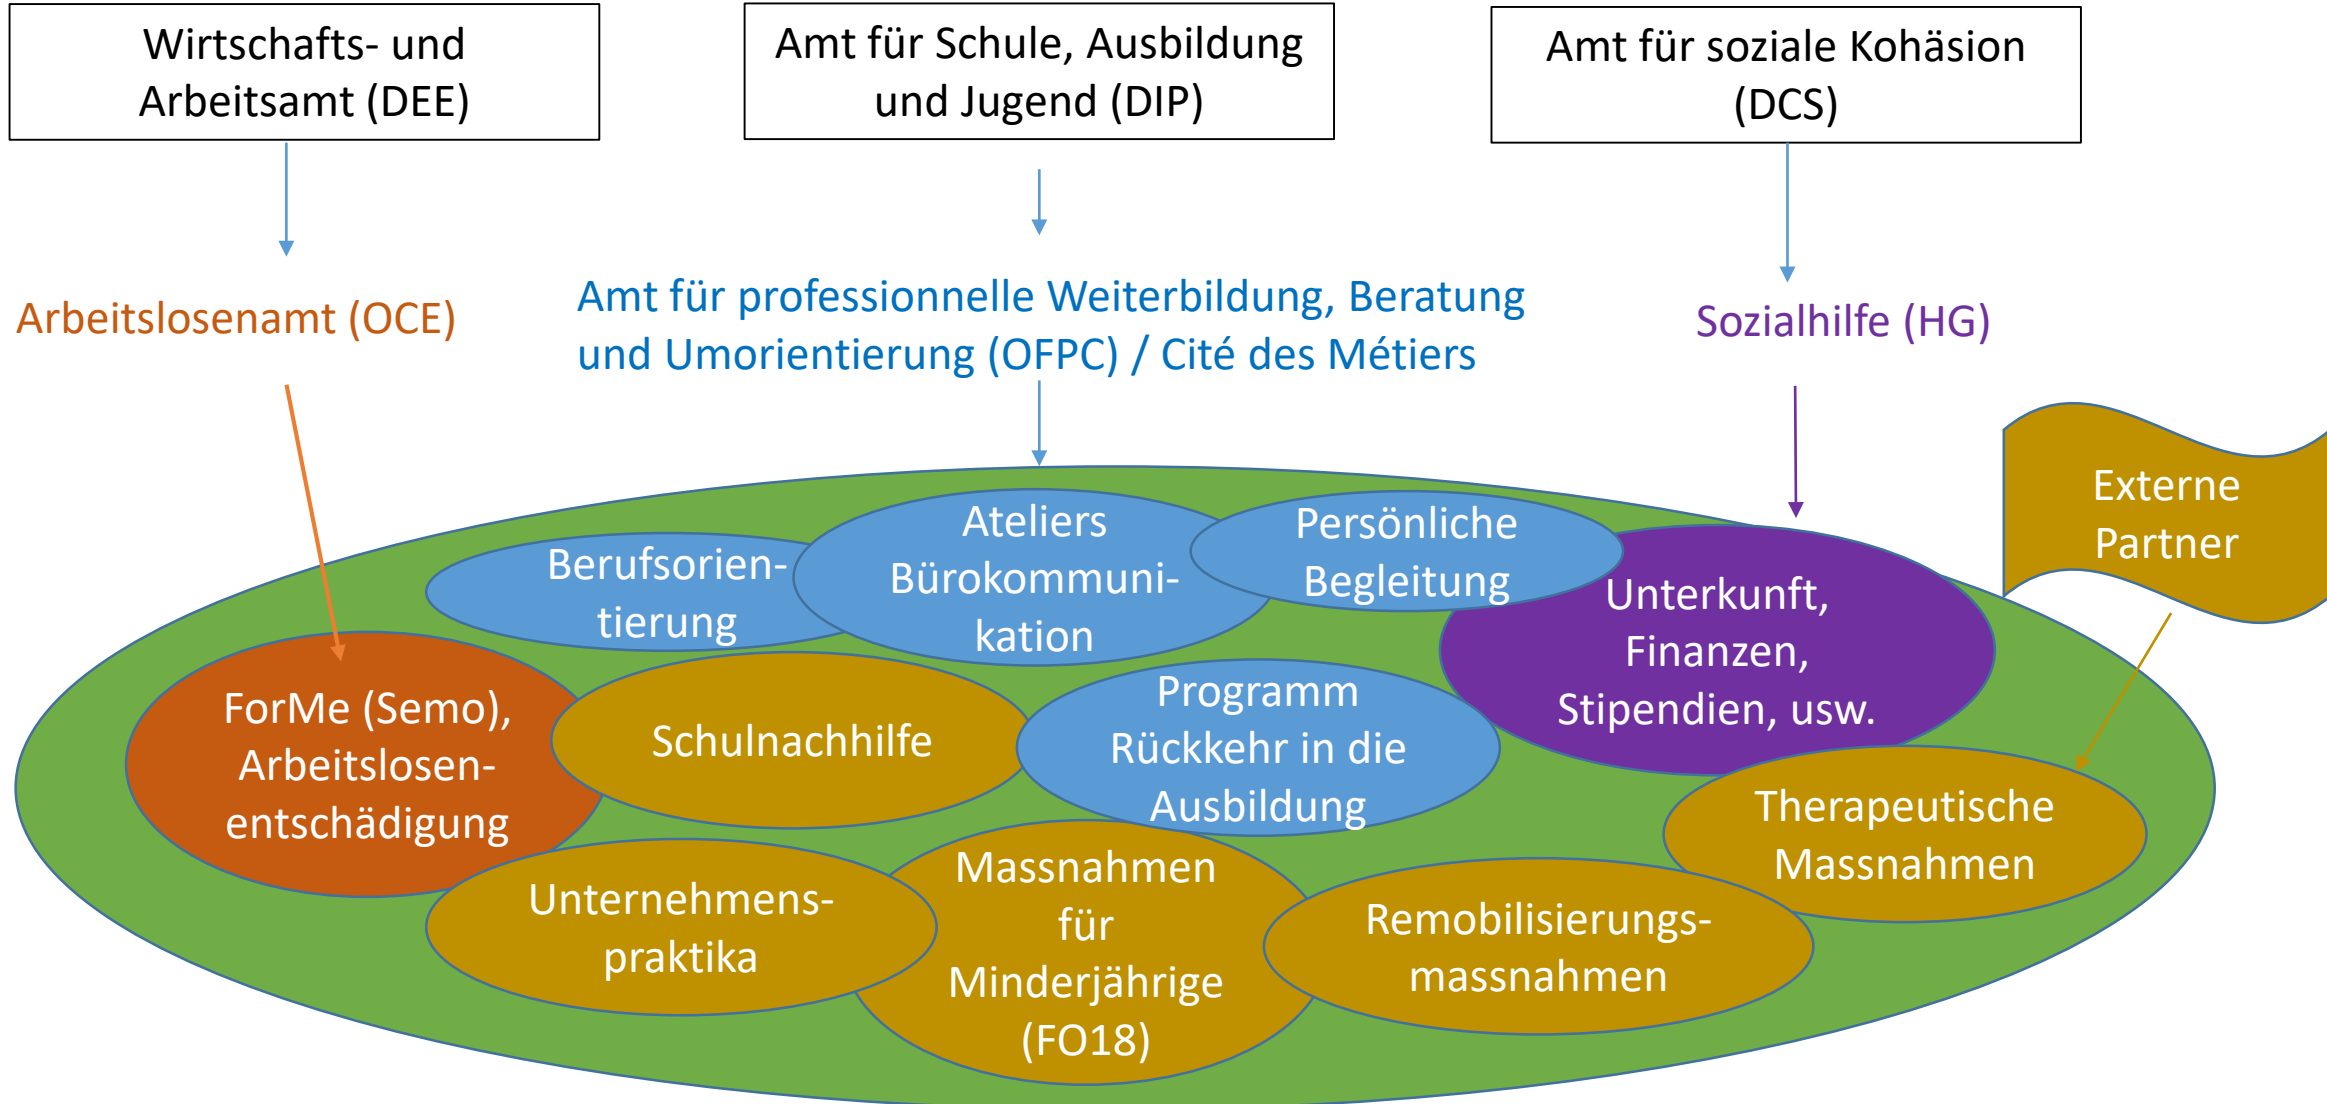 Wirtschafts- und
Arbeitsamt (DEE)
Amt für Schule, Ausbildung
und Jugend (DIP)
Amt für soziale Kohäsion
(DCS)
Arbeitslosenamt (OCE)
Amt für professionnelle Weiterbildung, Beratung
und Umorientierung (OFPC) / Cité des Métiers
Sozialhilfe (HG)
Externe
Partner
Berufsorien-
tierung
Ateliers
Bürokommuni-
kation
Persönliche
Begleitung
Unterkunft,
Finanzen,
Stipendien, usw.
ForMe (Semo),
Arbeitslosen-
entschädigung
Schulnachhilfe
Programm
Rückkehr in die
Ausbildung
Therapeutische
Massnahmen
Unternehmens-
praktika
Massnahmen
für
Minderjährige
(FO18)
Remobilisierungs-
massnahmen